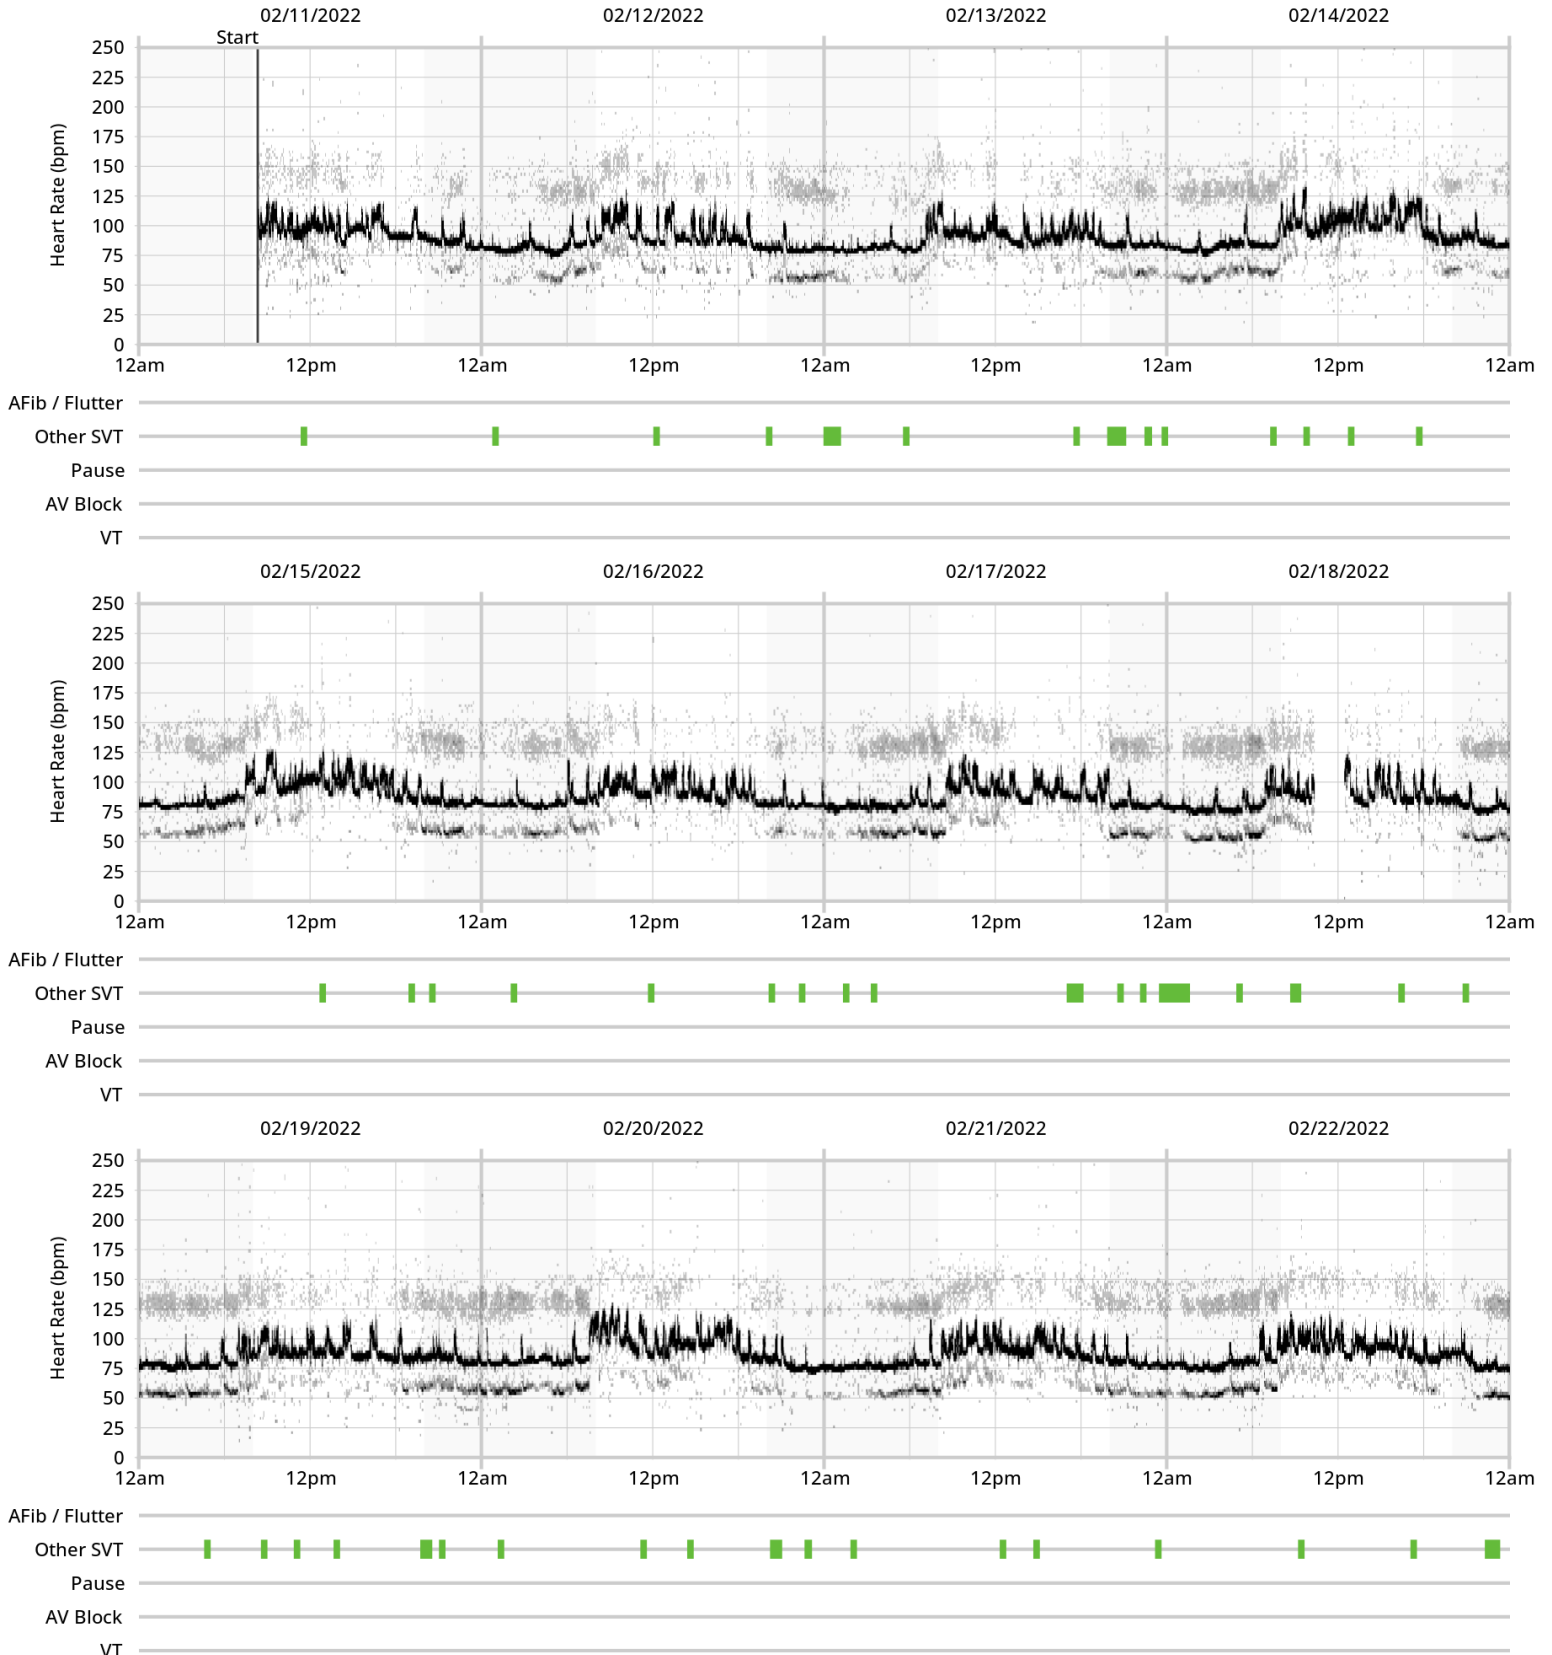 02/11/2022 02/12/2022 02/13/2022 02/14/2022
Start
250
225
200
175
150
125
100
75
50
25
0
Heart Rate (bpm)
12am 12pm 12am 12pm 12am 12pm 12am 12pm 12am
AFib / Flutter
Other SVT
Pause
AV Block
VT
02/15/2022 02/16/2022 02/17/2022 02/18/2022
250
225
200
175
150
125
100
75
50
25
0
Heart Rate (bpm)
12am 12pm 12am 12pm 12am 12pm 12am 12pm 12am
AFib / Flutter
Other SVT
Pause
AV Block
VT
02/19/2022 02/20/2022 02/21/2022 02/22/2022
250
225
200
175
150
125
100
75
50
25
0
Heart Rate (bpm)
12am 12pm 12am 12pm 12am 12pm 12am 12pm 12am
AFib / Flutter
Other SVT
Pause
AV Block
VT